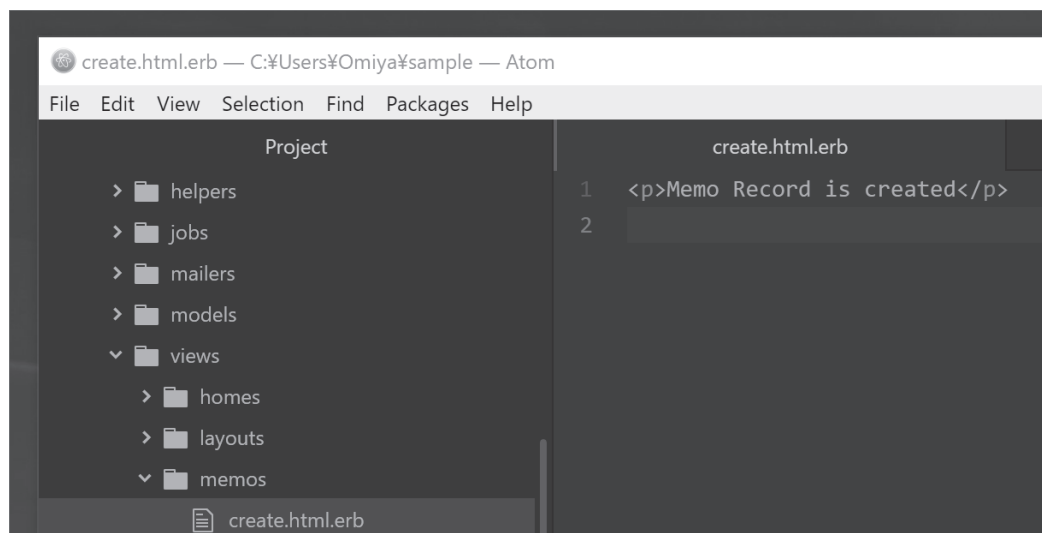 create.html.erb — C:¥Users¥Omiya¥sample — Atom
File Edit View Selection Find Packages Help
Project
helpers
jobs
mailers
models
views
homes
layouts
memos
create.html.erb
create.html.erb
1 <p>Memo Record is created</p>
2